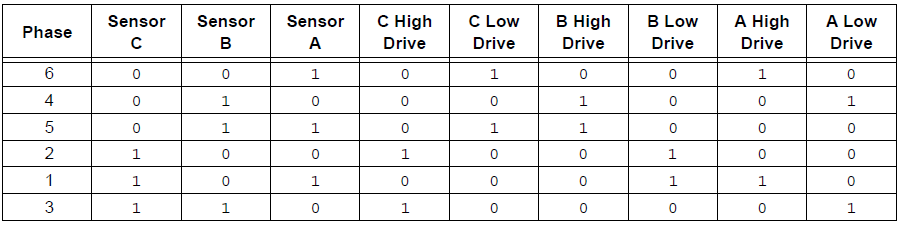 Phase Sensor C Sensor B Sensor A C High Drive C Low Drive B High Drive B Low Drive A High Drive A Low Drive
6 0 0 1 0 1 0 0 1 0
4 0 1 0 0 0 1 0 0 1
5 0 1 1 0 1 1 0 0 0
2 1 0 0 1 0 0 1 0 0
1 1 0 1 0 0 0 1 1 0
3 1 1 0 1 0 0 0 0 1